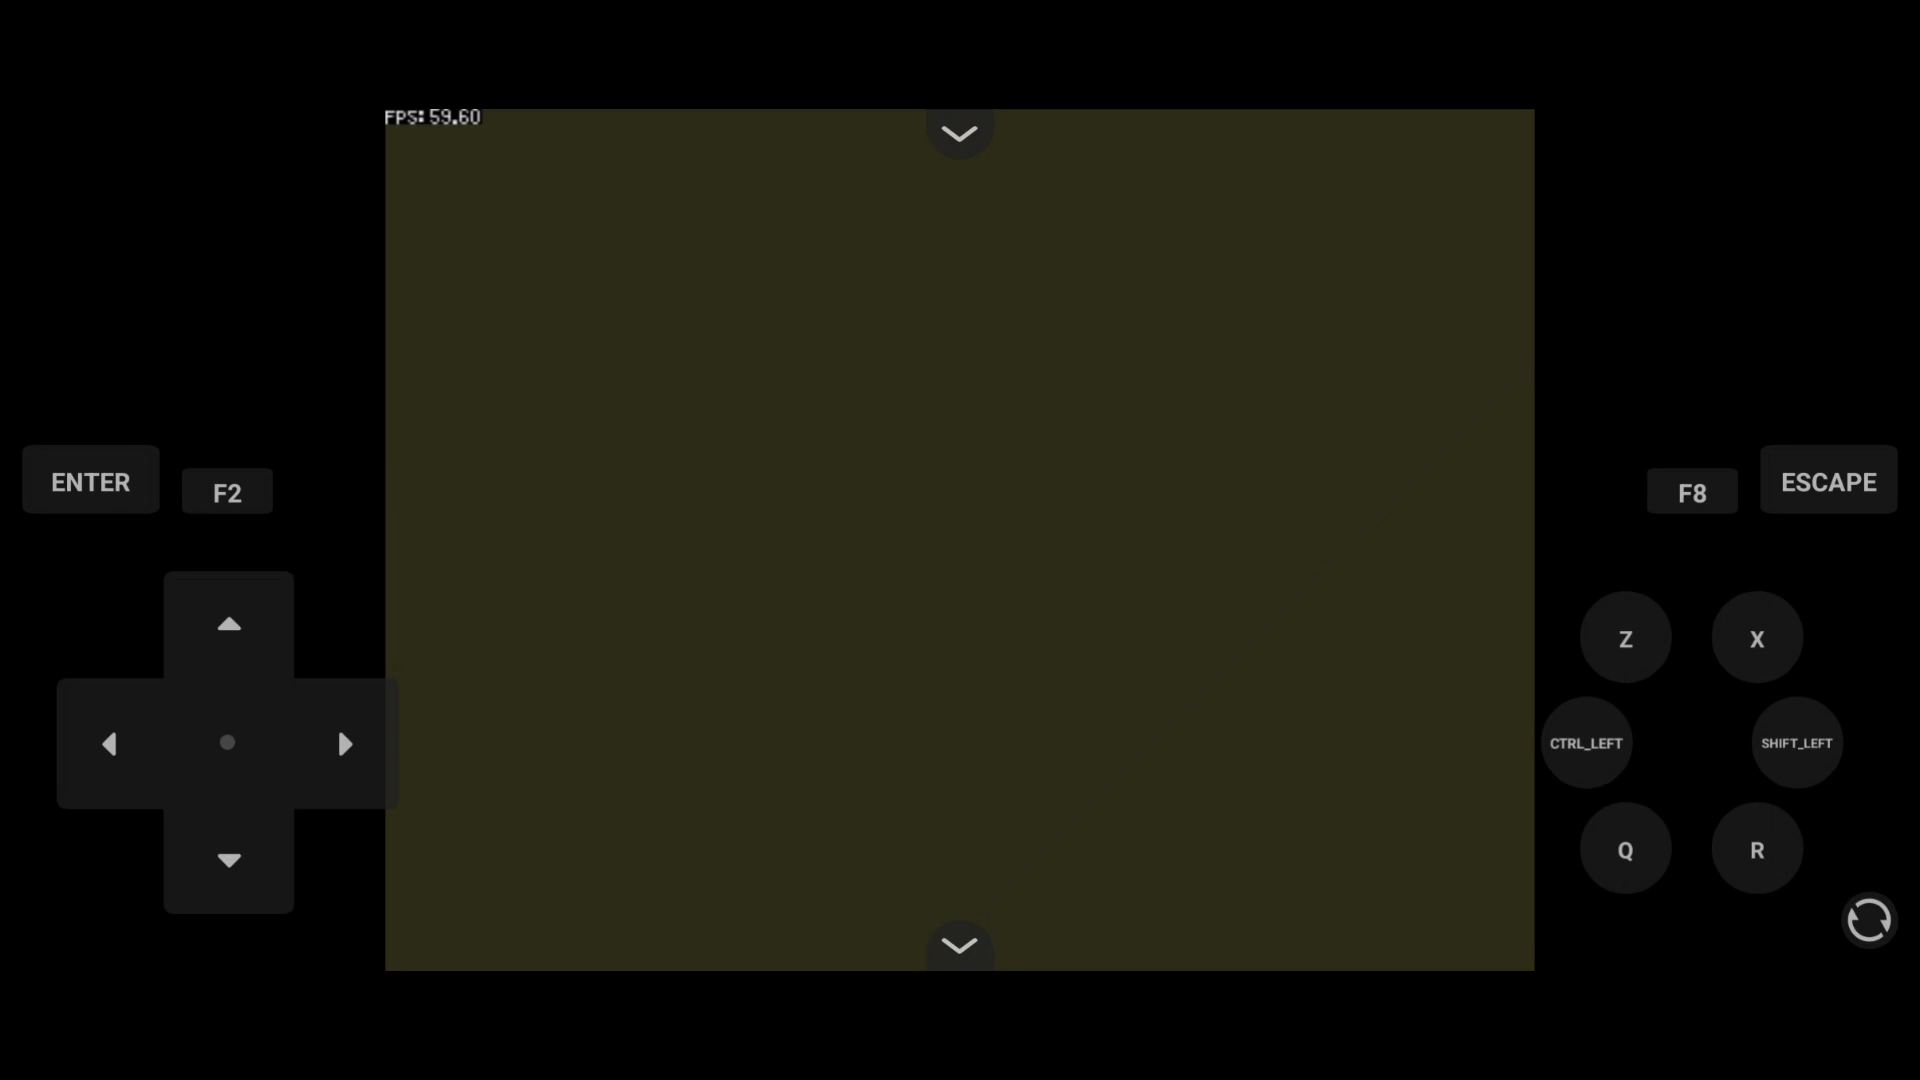 FPS: 59.60
ENTER
F2
F8
ESCAPE
Z
X
CTRL_LEFT
SHIFT_LEFT
Q
R